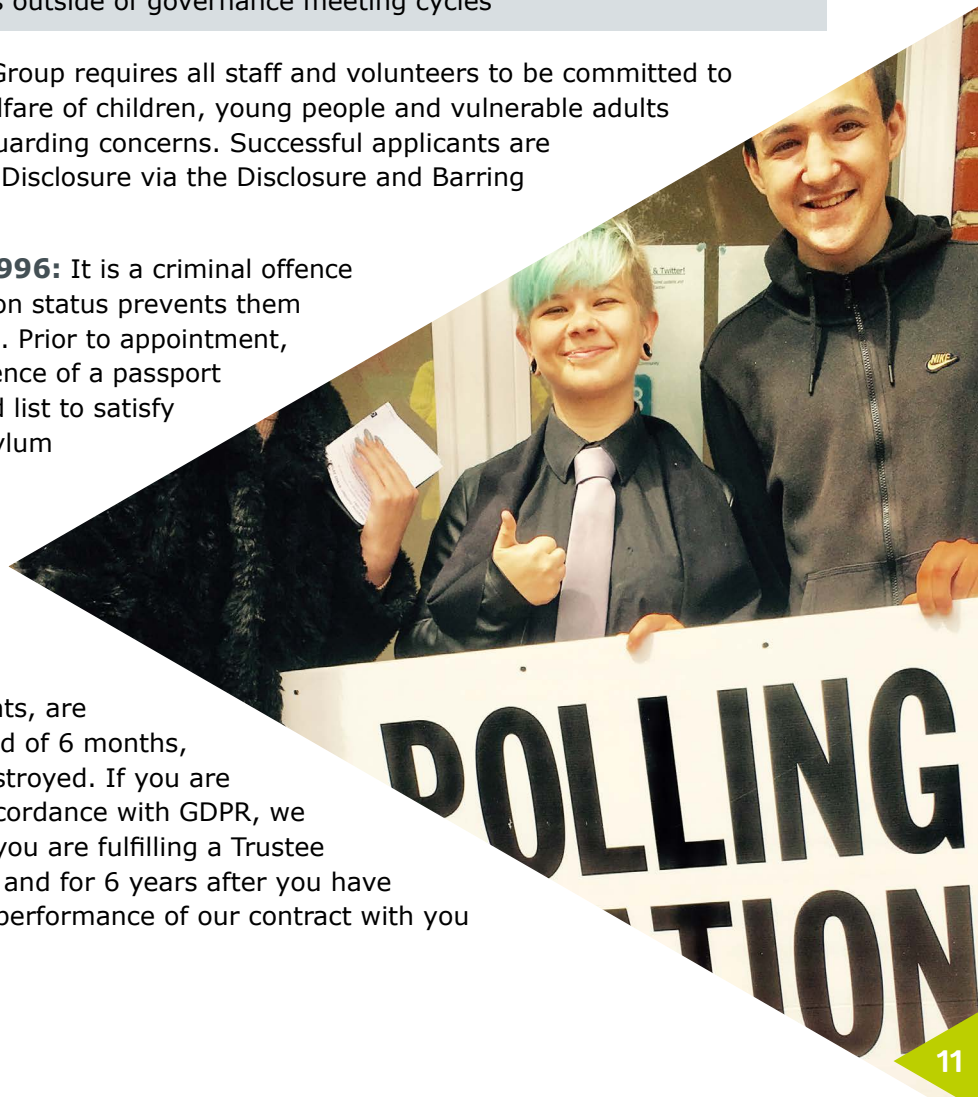 s outside of governance meeting cycles
Group requires all staff and volunteers to be committed to
lfare of children, young people and vulnerable adults
uarding concerns. Successful applicants are
Disclosure via the Disclosure and Barring
996: It is a criminal offence
on status prevents them
. Prior to appointment,
ence of a passport
d list to satisfy
ylum
& Twitter!
NIKE
nts, are
d of 6 months,
stroyed. If you are
ccordance with GDPR, we
you are fulfilling a Trustee
and for 6 years after you have
performance of our contract with you
POLLING
TATION
11